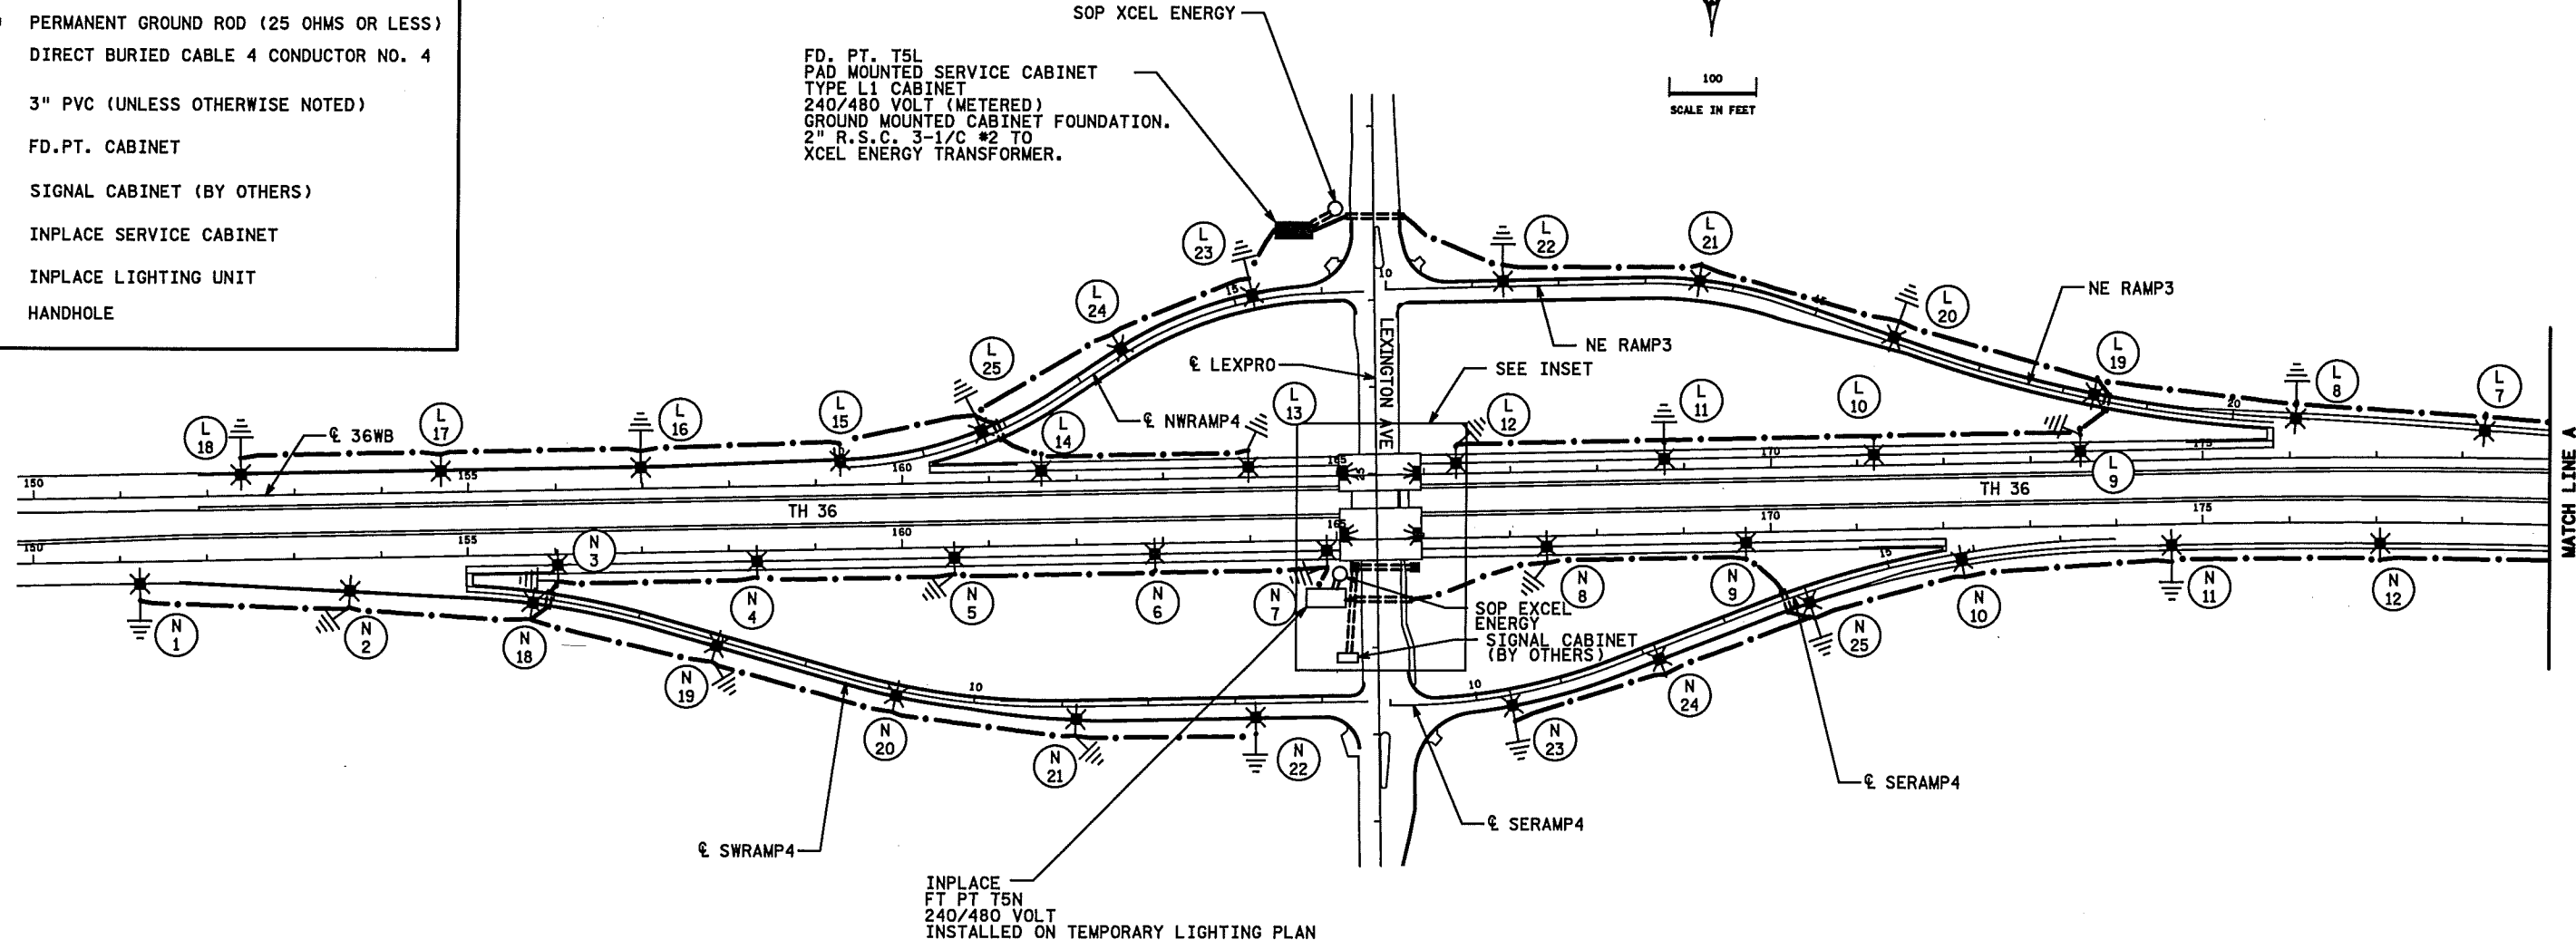 PERMANENT GROUND ROD (25 OHMS OR LESS)
DIRECT BURIED CABLE 4 CONDUCTOR NO. 4
3" PVC (UNLESS OTHERWISE NOTED)
FD.PT. CABINET
SIGNAL CABINET (BY OTHERS)
INPLACE SERVICE CABINET
INPLACE LIGHTING UNIT
HANDHOLE
SOP XCEL ENERGY
FD. PT. T5L
PAD MOUNTED SERVICE CABINET
TYPE L1 CABINET
240/480 VOLT (METERED)
GROUND MOUNTED CABINET FOUNDATION.
2" R.S.C. 3-1/C #2 TO
XCEL ENERGY TRANSFORMER.
100
SCALE IN FEET
L
23
L
22
L
21
L
24
L
20
L
25
L
19
15
10
15
NE RAMP3
NE RAMP3
℄ LEXPRO
LEXINGTON AVE
SEE INSET
℄ NWRAMP4
L
18
L
17
L
16
L
15
L
14
L
13
L
12
L
11
L
10
L
9
L
8
L
7
20
℄ 36WB
150
155
160
165
25
170
175
TH 36
TH 36
MATCH LINE A
150
155
160
165
170
175
N
1
N
2
N
3
N
4
N
5
N
6
N
7
N
8
N
9
N
10
N
11
N
12
15
SOP EXCEL
ENERGY
SIGNAL CABINET
(BY OTHERS)
N
18
N
19
N
20
N
21
N
22
N
23
N
24
N
25
10
10
℄ SERAMP4
℄ SERAMP4
℄ SWRAMP4
INPLACE
FT PT T5N
240/480 VOLT
INSTALLED ON TEMPORARY LIGHTING PLAN